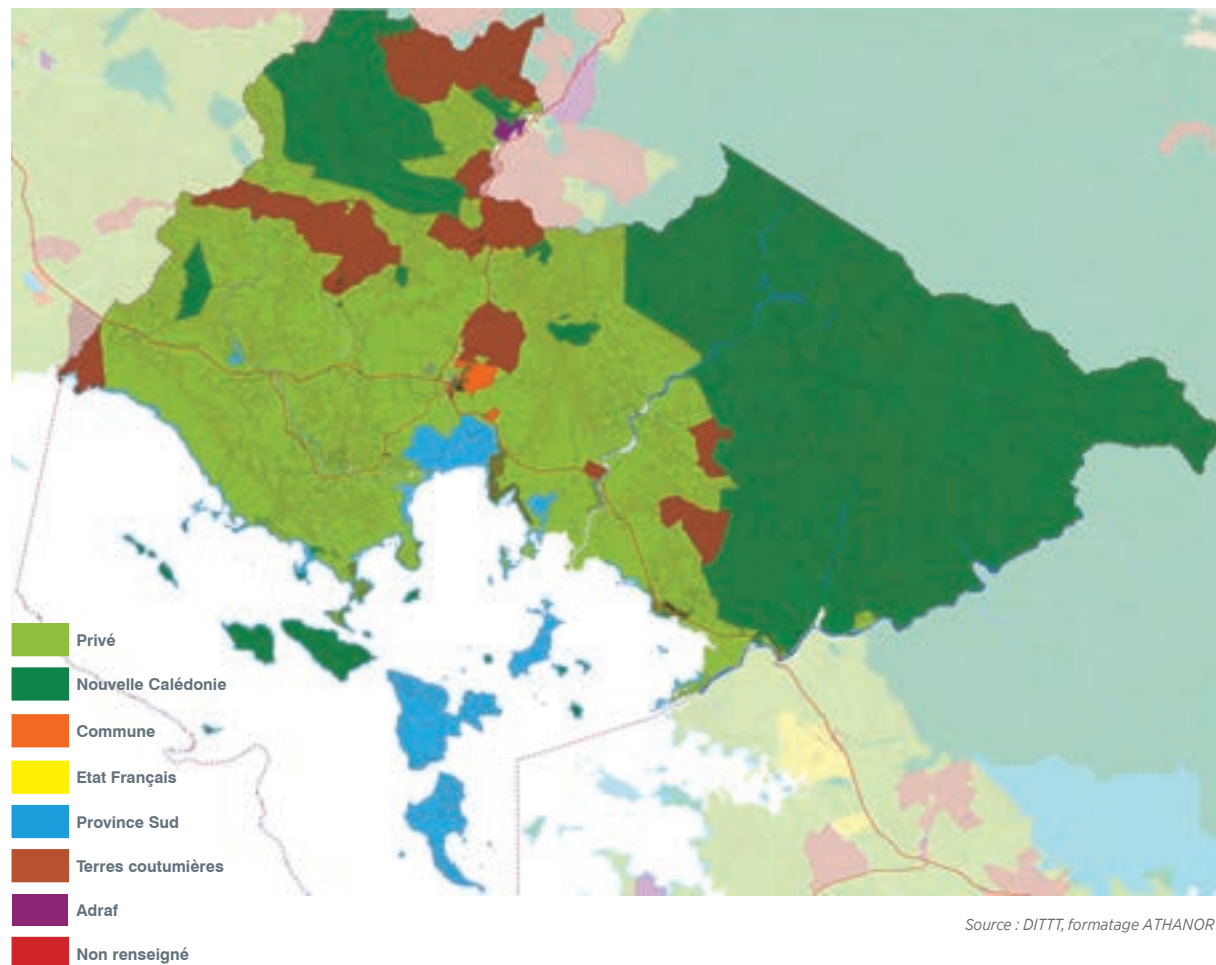 Privé
Nouvelle Calédonie
Commune
Etat Français
Province Sud
Terres coutumières
Adraf
Non renseigné
Source : DITTT, formatage ATHANOR